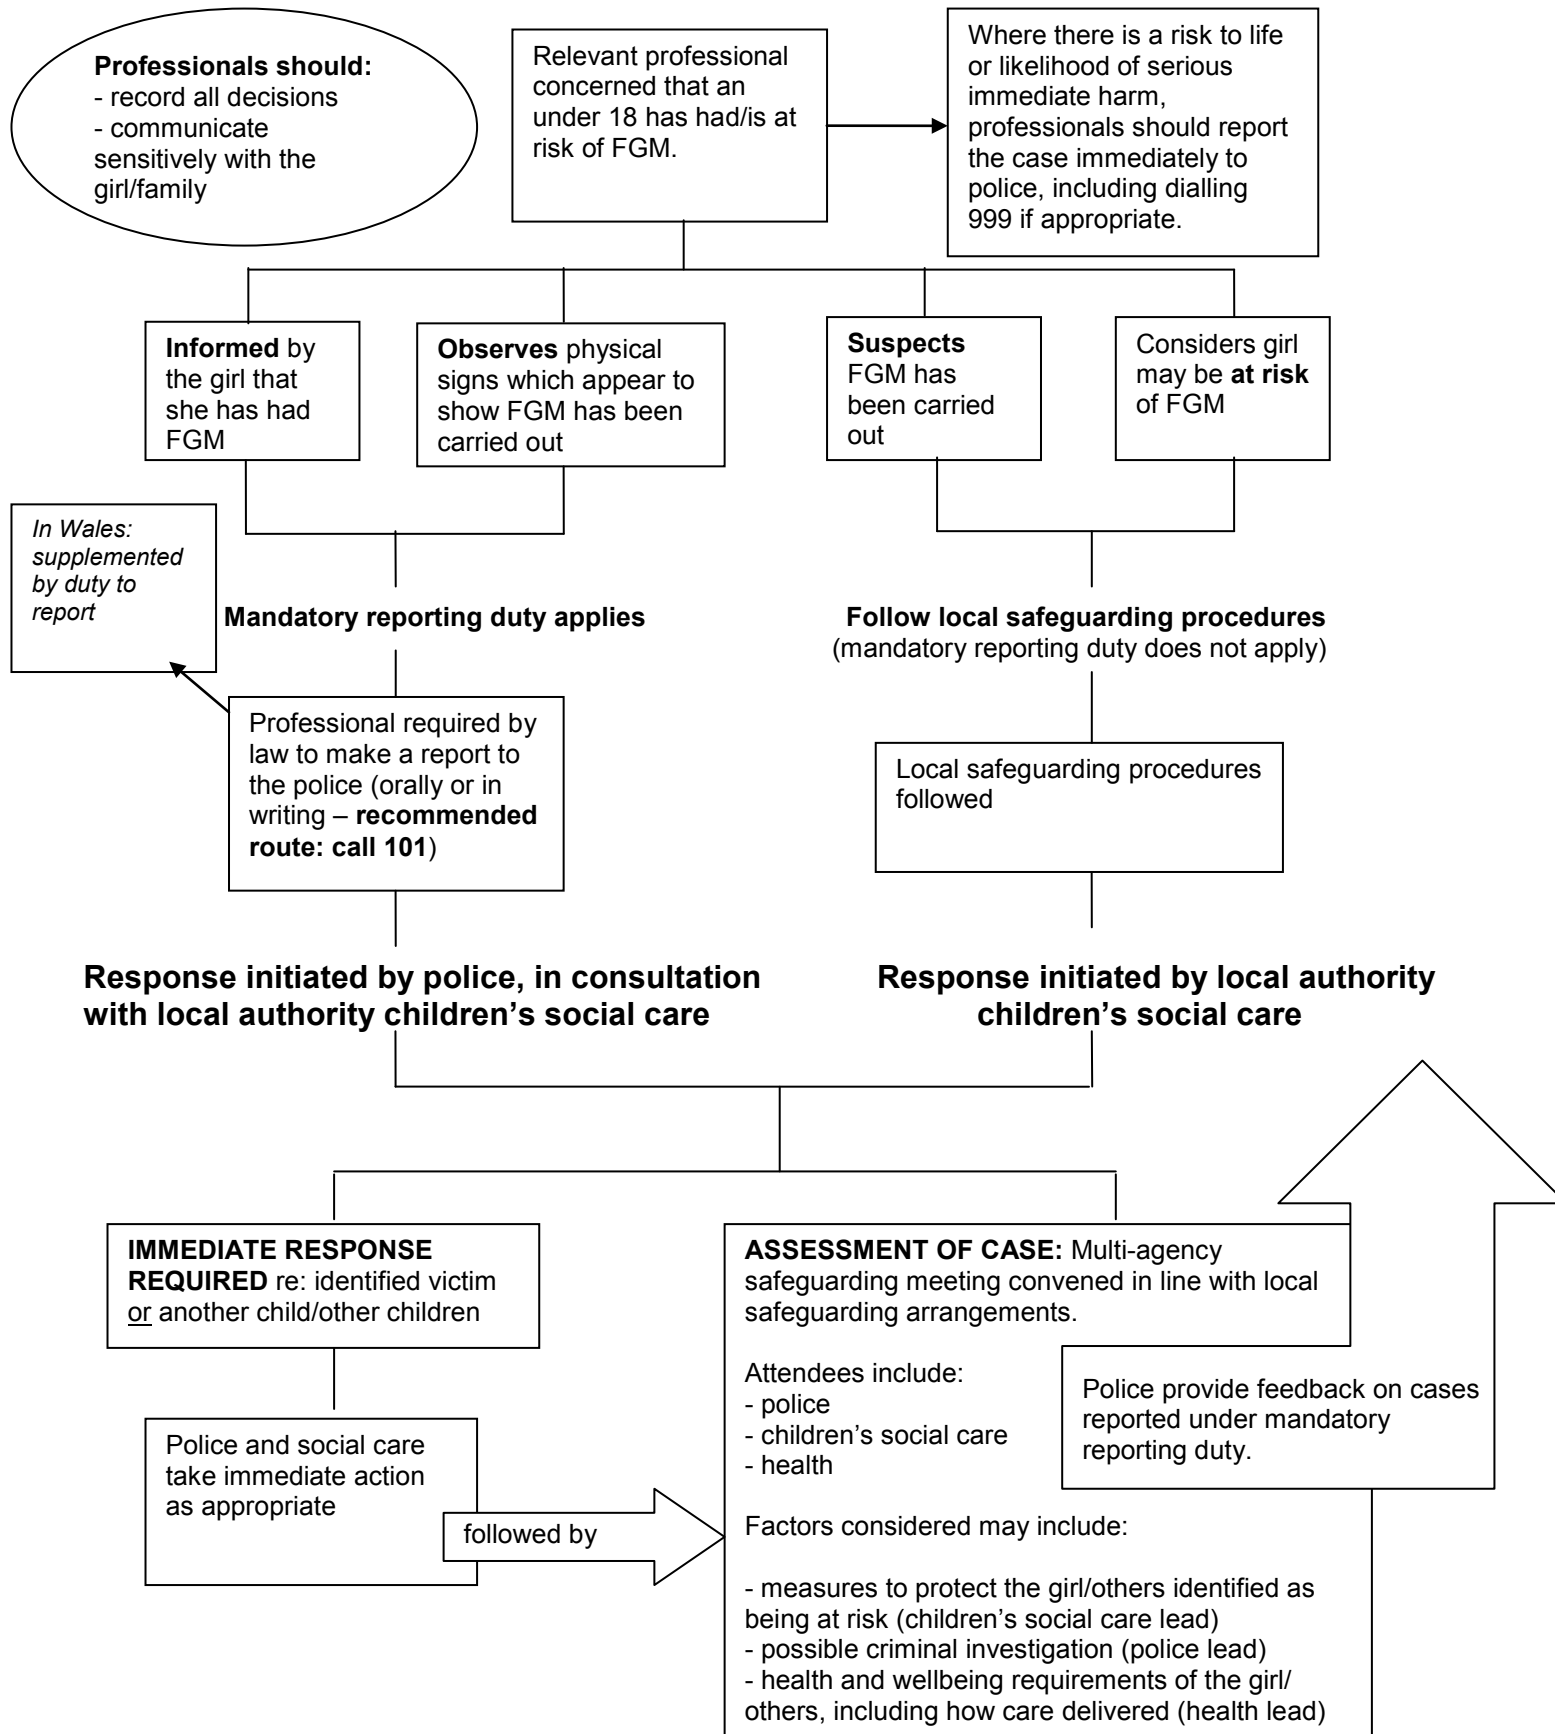 Professionals should:
- record all decisions
- communicate
sensitively with the
girl/family
Relevant professional
concerned that an
under 18 has had/is at
risk of FGM.
Where there is a risk to life
or likelihood of serious
immediate harm,
professionals should report
the case immediately to
police, including dialling
999 if appropriate.
Informed by
the girl that
she has had
FGM
Observes physical
signs which appear to
show FGM has been
carried out
Suspects
FGM has
been carried
out
Considers girl
may be at risk
of FGM
In Wales:
supplemented
by duty to
report
Mandatory reporting duty applies
Follow local safeguarding procedures
(mandatory reporting duty does not apply)
Professional required by
law to make a report to
the police (orally or in
writing – recommended
route: call 101)
Local safeguarding procedures
followed
Response initiated by police, in consultation
with local authority children’s social care
Response initiated by local authority
children’s social care
IMMEDIATE RESPONSE
REQUIRED re: identified victim
or another child/other children
Police and social care
take immediate action
as appropriate
followed by
ASSESSMENT OF CASE: Multi-agency
safeguarding meeting convened in line with local
safeguarding arrangements.
Attendees include:
- police
- children’s social care
- health
Police provide feedback on cases
reported under mandatory
reporting duty.
Factors considered may include:
- measures to protect the girl/others identified as
being at risk (children’s social care lead)
- possible criminal investigation (police lead)
- health and wellbeing requirements of the girl/
others, including how care delivered (health lead)